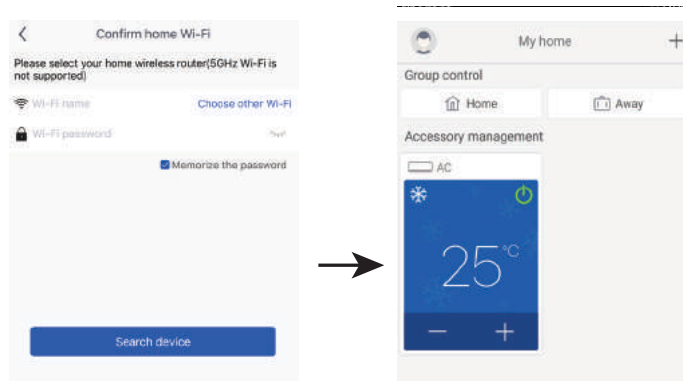 Confirm home Wi-Fi
Please select your home wireless router(5GHz Wi-Fi is
not supported)
Wi-Fi name
Choose other Wi-Fi
Wi-Fi password
Memorize the password
Search device
My home
Group control
Home
Away
Accessory management
AC
25°C